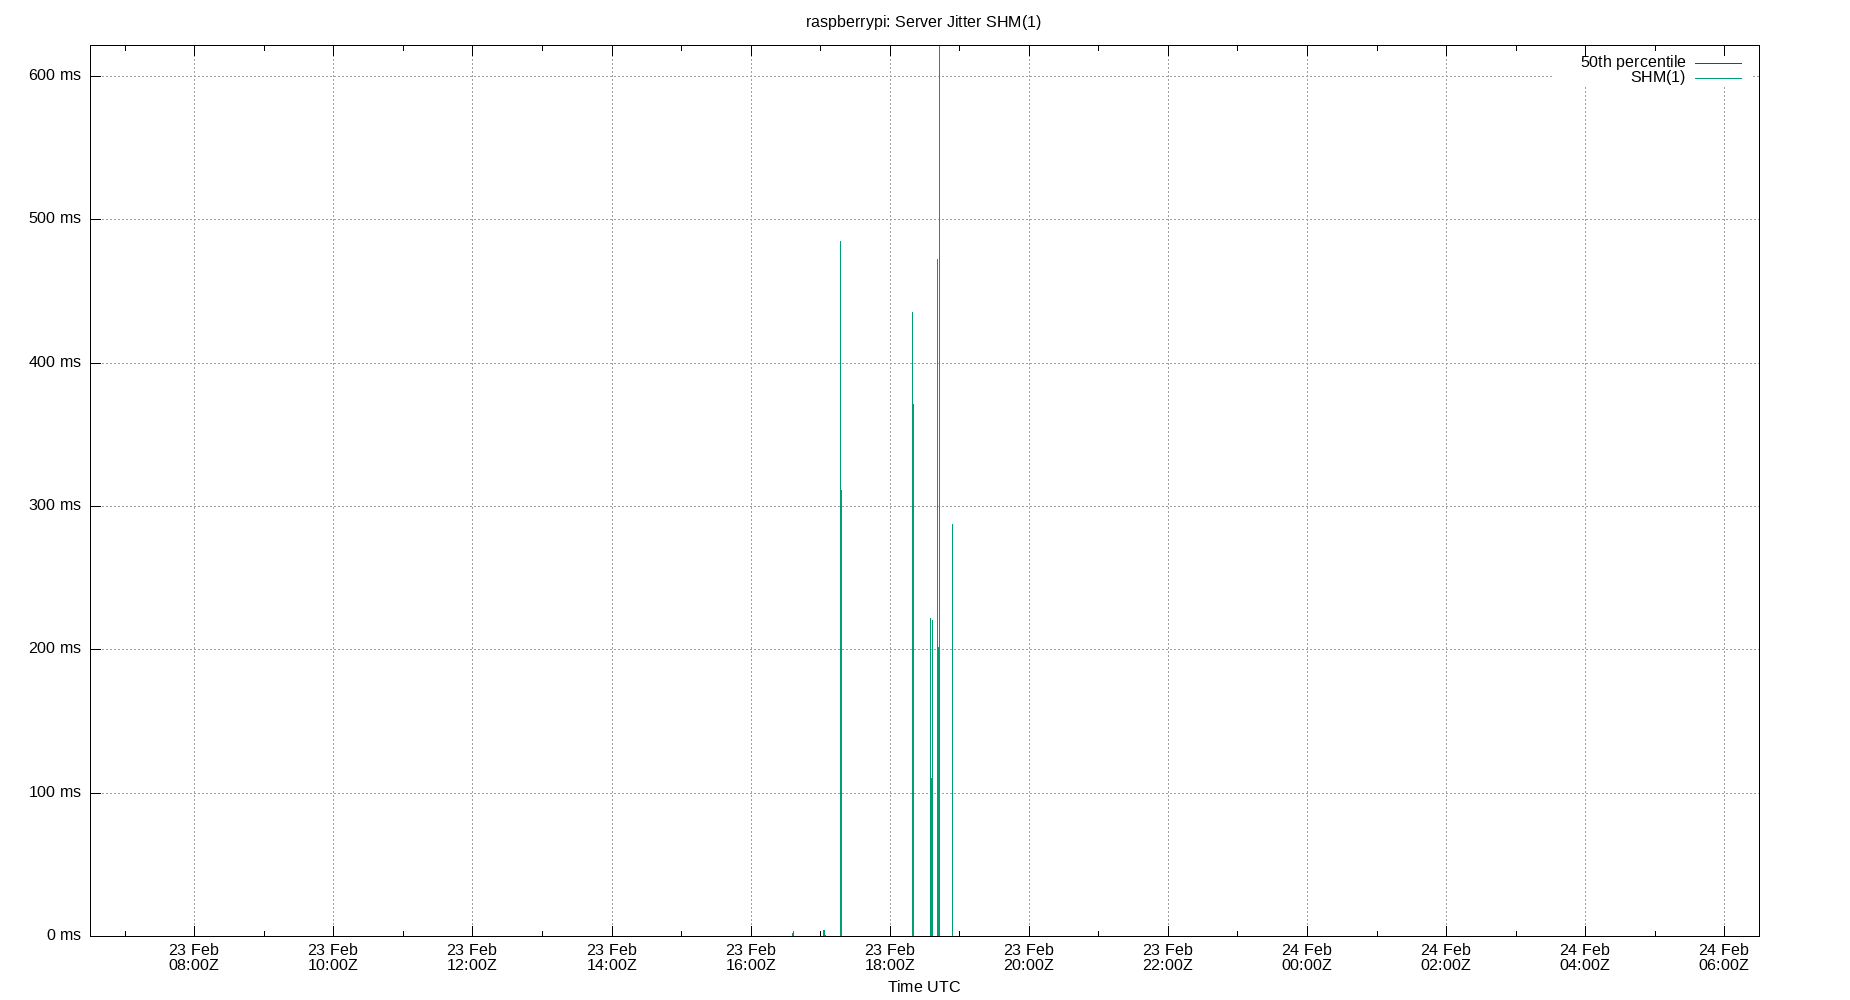 raspberrypi: Server Jitter SHM(1)
50th percentile
SHM(1)
600 ms
500 ms
400 ms
300 ms
200 ms
100 ms
0 ms
23 Feb 23 Feb 23 Feb 23 Feb 23 Feb 23 Feb 23 Feb 23 Feb 24 Feb 24 Feb 24 Feb 24 Feb
08:00Z 10:00Z 12:00Z 14:00Z 16:00Z 18:00Z 20:00Z 22:00Z 00:00Z 02:00Z 04:00Z 06:00Z
Time UTC